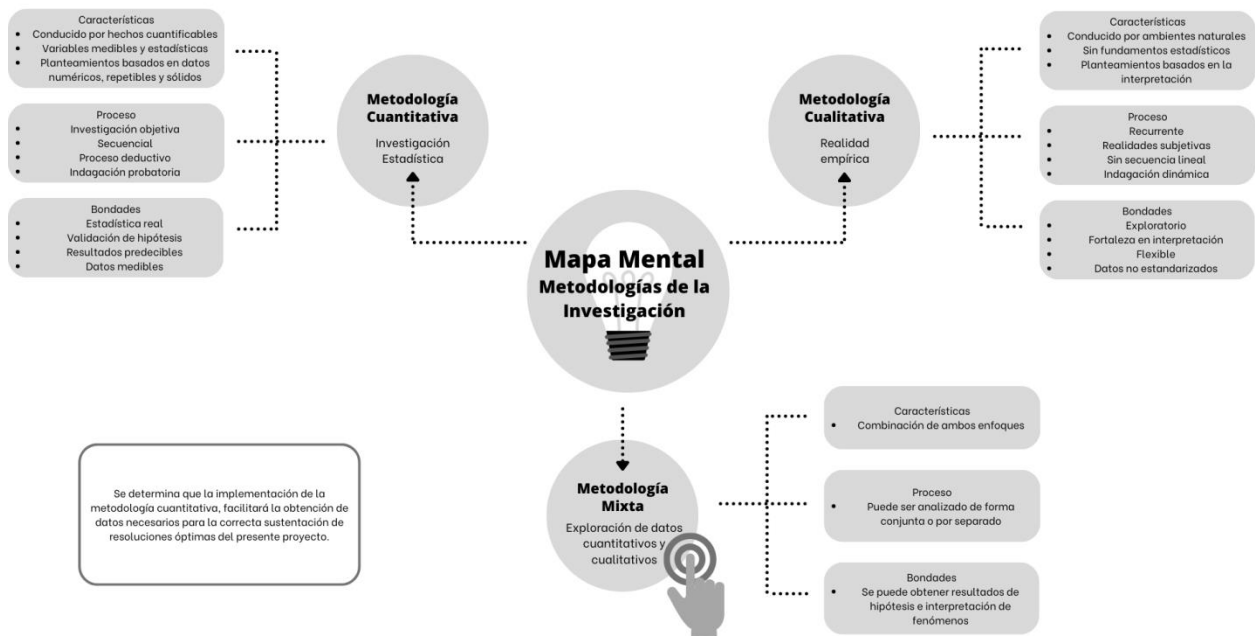 Mapa Mental
Metodologías de la
Investigación
Metodología
Cuantitativa
Investigación
Estadística
Características
• Conducido por hechos cuantificables
• Variables medibles y estadísticas
• Planteamientos basados en datos
numéricos, repetibles y sólidos
Proceso
• Investigación objetiva
• Secuencial
• Proceso deductivo
• Indagación probatoria
Bondades
• Estadística real
• Validación de hipótesis
• Resultados predecibles
• Datos medibles
Metodología
Cualitativa
Realidad
empírica
Características
• Conducido por ambientes naturales
• Sin fundamentos estadísticos
• Planteamientos basados en la
interpretación
Proceso
• Recurrente
• Realidades subjetivas
• Sin secuencia lineal
• Indagación dinámica
Bondades
• Exploratorio
• Fortaleza en interpretación
• Flexible
• Datos no estandarizados
Metodología
Mixta
Exploración de datos
cuantitativos y
cualitativos
Características
• Combinación de ambos enfoques
Proceso
• Puede ser analizado de forma
conjunta o por separado
Bondades
• Se puede obtener resultados de
hipótesis e interpretación de
fenómenos
Se determina que la implementación de la
metodología cuantitativa, facilitará la obtención de
datos necesarios para la correcta sustentación de
resoluciones óptimas del presente proyecto.